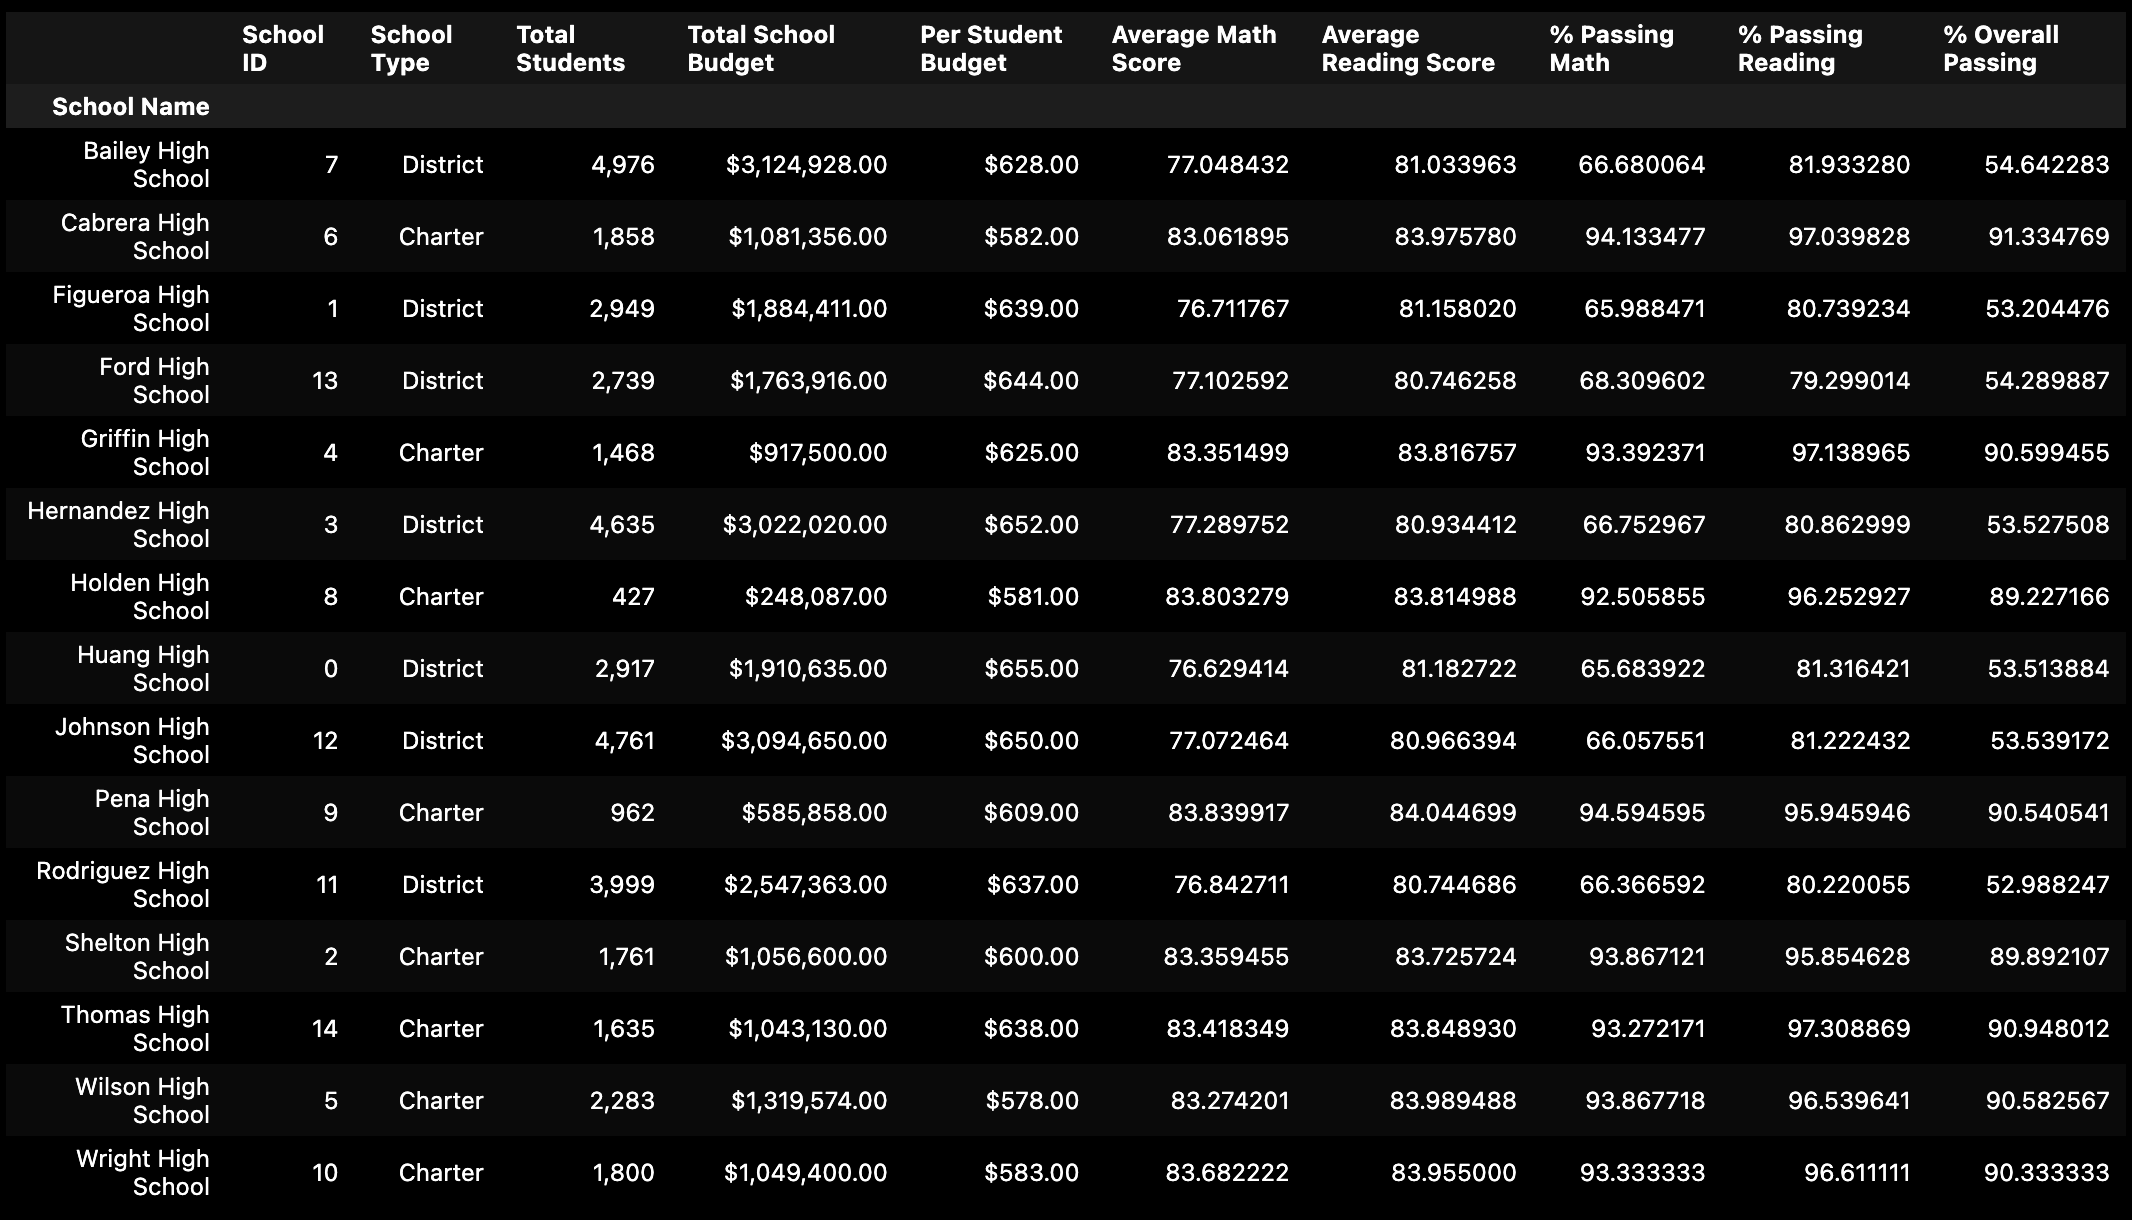 School ID School Type Total Students Total School Budget Per Student Budget Average Math Score Average Reading Score % Passing Math % Passing Reading % Overall Passing
School Name
Bailey High School 7 District 4,976 $3,124,928.00 $628.00 77.048432 81.033963 66.680064 81.933280 54.642283
Cabrera High School 6 Charter 1,858 $1,081,356.00 $582.00 83.061895 83.975780 94.133477 97.039828 91.334769
Figueroa High School 1 District 2,949 $1,884,411.00 $639.00 76.711767 81.158020 65.988471 80.739234 53.204476
Ford High School 13 District 2,739 $1,763,916.00 $644.00 77.102592 80.746258 68.309602 79.299014 54.289887
Griffin High School 4 Charter 1,468 $917,500.00 $625.00 83.351499 83.816757 93.392371 97.138965 90.599455
Hernandez High School 3 District 4,635 $3,022,020.00 $652.00 77.289752 80.934412 66.752967 80.862999 53.527508
Holden High School 8 Charter 427 $248,087.00 $581.00 83.803279 83.814988 92.505855 96.252927 89.227166
Huang High School 0 District 2,917 $1,910,635.00 $655.00 76.629414 81.182722 65.683922 81.316421 53.513884
Johnson High School 12 District 4,761 $3,094,650.00 $650.00 77.072464 80.966394 66.057551 81.222432 53.539172
Pena High School 9 Charter 962 $585,858.00 $609.00 83.839917 84.044699 94.594595 95.945946 90.540541
Rodriguez High School 11 District 3,999 $2,547,363.00 $637.00 76.842711 80.744686 66.366592 80.220055 52.988247
Shelton High School 2 Charter 1,761 $1,056,600.00 $600.00 83.359455 83.725724 93.867121 95.854628 89.892107
Thomas High School 14 Charter 1,635 $1,043,130.00 $638.00 83.418349 83.848930 93.272171 97.308869 90.948012
Wilson High School 5 Charter 2,283 $1,319,574.00 $578.00 83.274201 83.989488 93.867718 96.539641 90.582567
Wright High School 10 Charter 1,800 $1,049,400.00 $583.00 83.682222 83.955000 93.333333 96.611111 90.333333